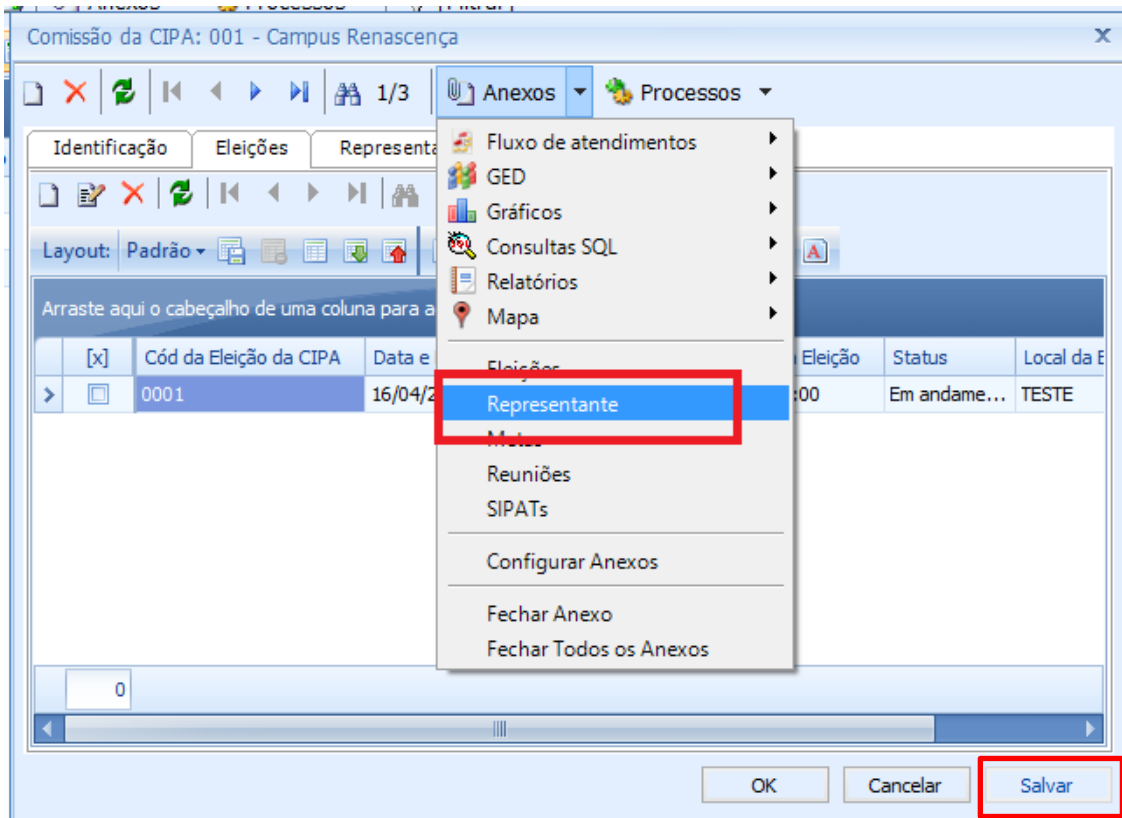 Comissão da CIPA: 001 - Campus Renascença
x
1/3
Anexos
Processos
Identificação
Eleições
Fluxo de atendimentos
GED
Gráficos
Consultas SQL
Relatórios
Mapa
Eleições
Representante
Metas
Reuniões
SIPATs
Configurar Anexos
Fechar Anexo
Fechar Todos os Anexos
Layout: Padrão
A
Arraste aqui o cabeçalho de uma coluna para a
[x] Cód da Eleição da CIPA Data e Eleição Status Local da E
0001 16/04/2 :00 Em andame... TESTE
0
OK Cancelar Salvar